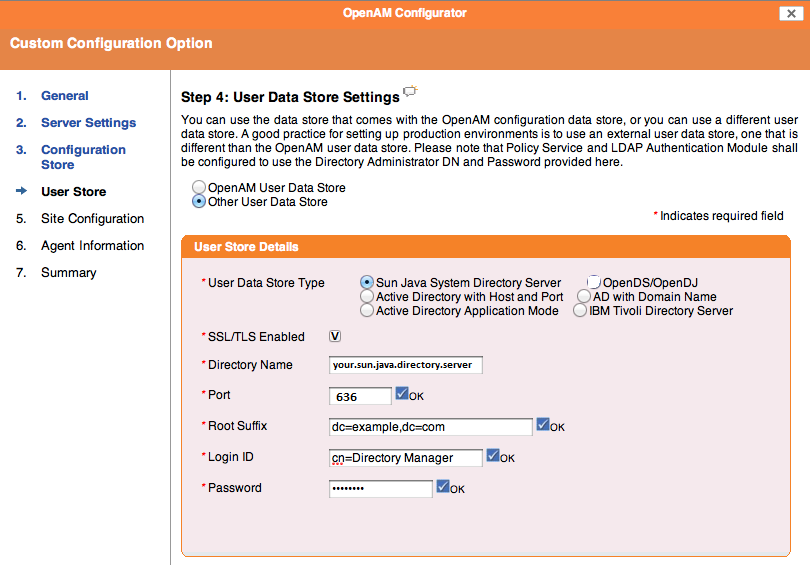 OpenAM Configurator
Custom Configuration Option
1. General
2. Server Settings
3. Configuration
Store
User Store
5. Site Configuration
6. Agent Information
7. Summary
Step 4: User Data Store Settings
You can use the data store that comes with the OpenAM configuration data store, or you can use a different user
data store. A good practice for setting up production environments is to use an external user data store, one that is
different than the OpenAM user data store. Please note that Policy Service and LDAP Authentication Module shall
be configured to use the Directory Administrator DN and Password provided here.
OpenAM User Data Store
Other User Data Store
* Indicates required field
User Store Details
* User Data Store Type
Sun Java System Directory Server OpenDS/OpenDJ
Active Directory with Host and Port AD with Domain Name
Active Directory Application Mode IBM Tivoli Directory Server
* SSL/TLS Enabled V
* Directory Name your.sun.java.directory.server
* Port 636 OK
* Root Suffix dc=example,dc=com OK
* Login ID cn=Directory Manager OK
* Password •••••••• OK